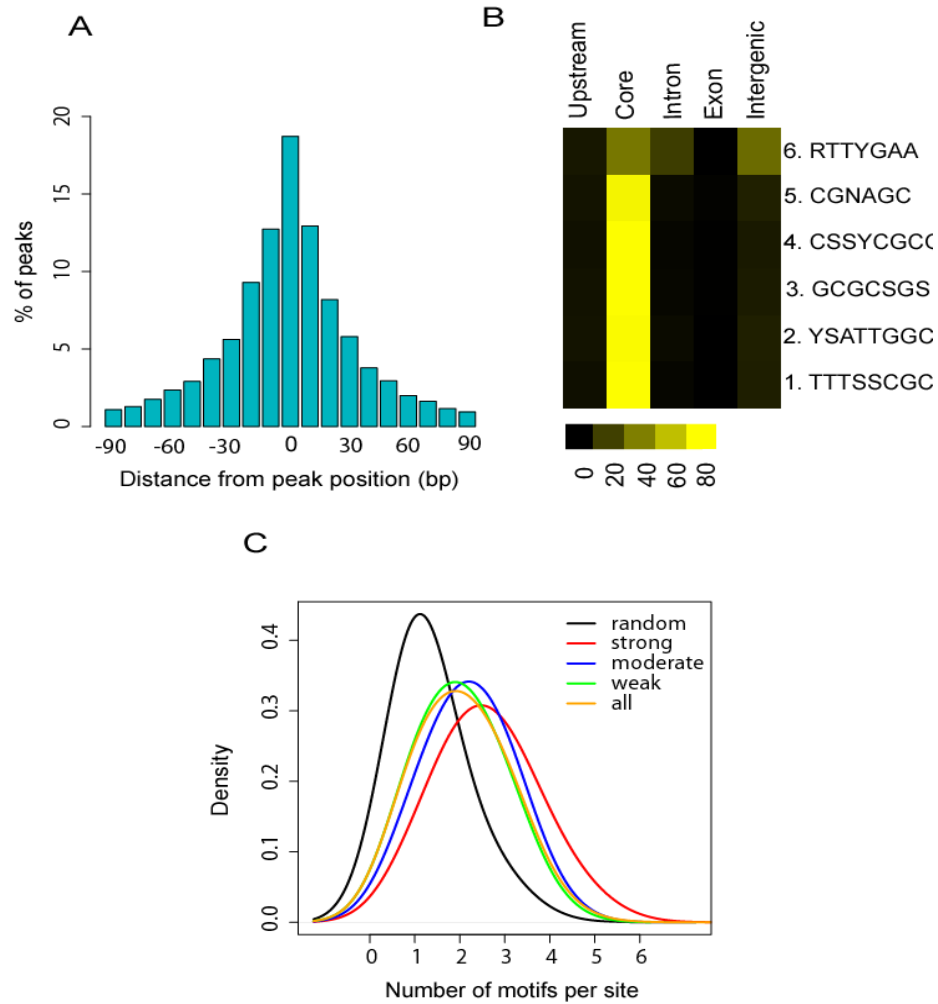 A
% of peaks
20
15
10
5
0
-90 -60 -30 0 30 60 90
Distance from peak position (bp)
B
Upstream
Core
Intron
Exon
Intergenic
6. RTTYGAA
5. CGNAGC
4. CSSYCGCC
3. GCGCSGS
2. YSATTGGC
1. TTTSSCGC
0
20
40
60
80
C
Density
0.4
0.3
0.2
0.1
0.0
random
strong
moderate
weak
all
0 1 2 3 4 5 6
Number of motifs per site